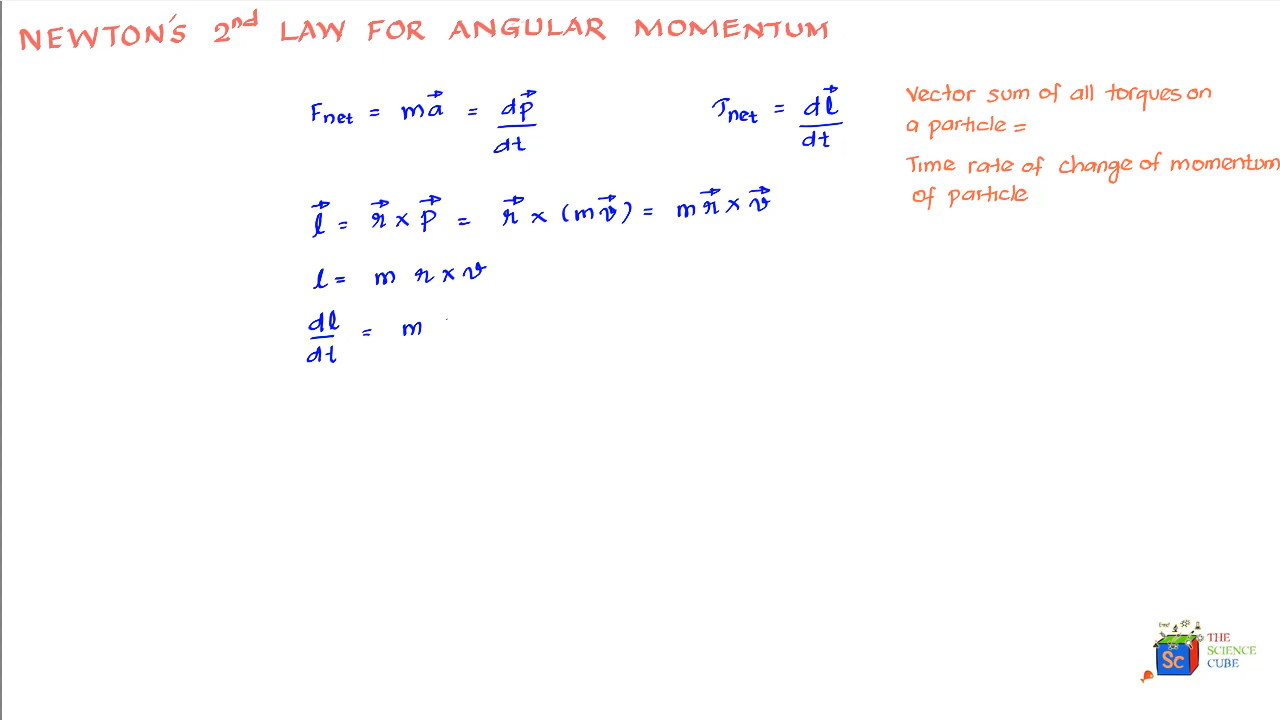 NEWTON'S 2nd LAW FOR ANGULAR MOMENTUM
Fnet = ma⃗ = dp⃗/dt
τnet = dl⃗/dt
Vector sum of all torques on
a particle =
Time rate of change of momentum
of particle
l⃗ = r⃗ × p⃗ = r⃗ × (mv⃗) = m r⃗ × v⃗
l = m r × v
dl/dt = m
Sc
THE
SCIENCE
CUBE